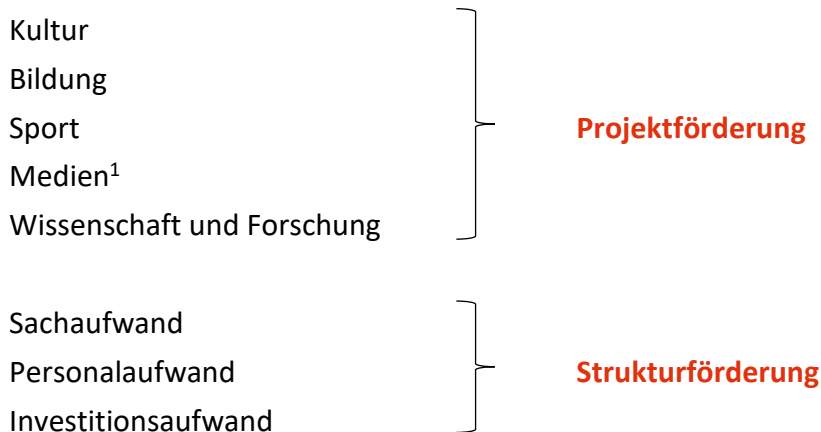 Kultur
Bildung
Sport
Projektförderung
Medien¹
Wissenschaft und Forschung
Sachaufwand
Personalaufwand
Strukturförderung
Investitionsaufwand